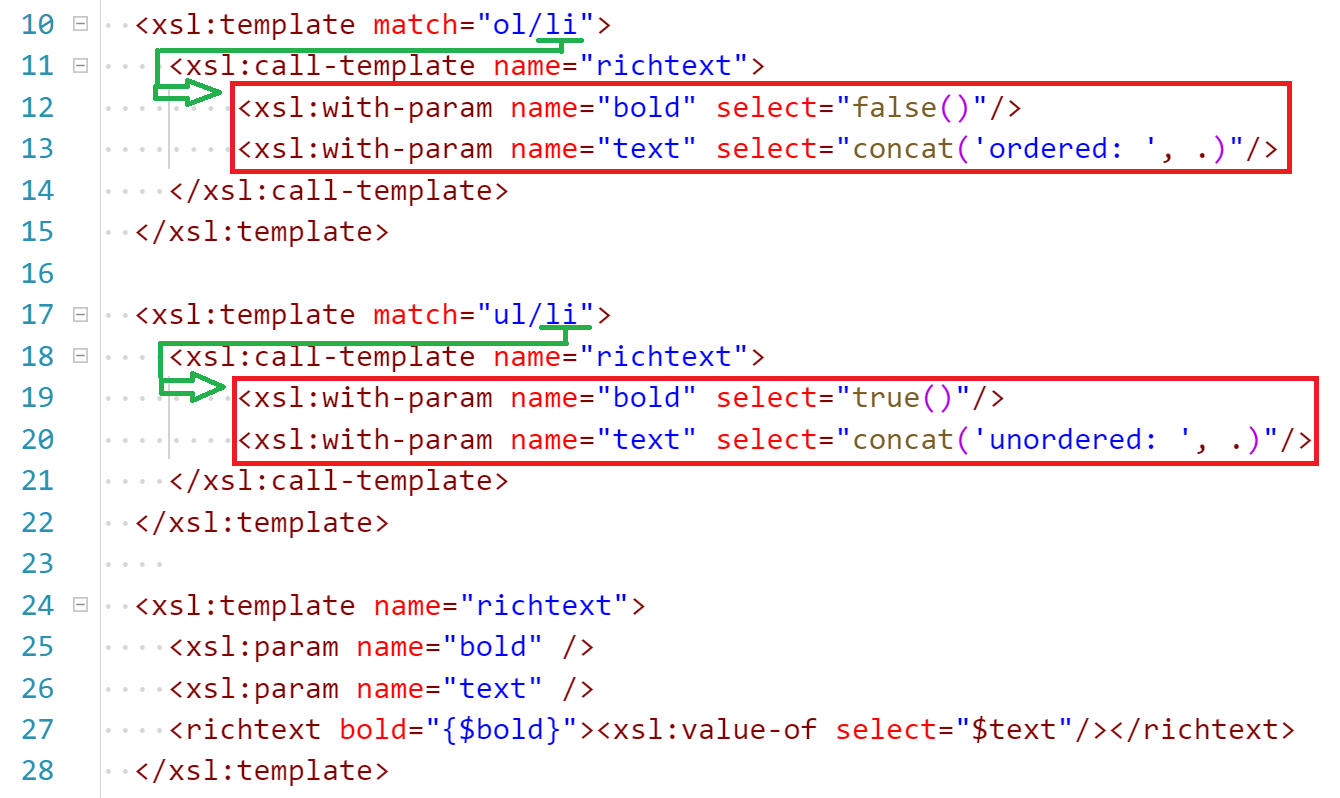 10 <xsl:template match="ol/li">
11 <xsl:call-template name="richtext">
12 <xsl:with-param name="bold" select="false()"/>
13 <xsl:with-param name="text" select="concat('ordered: ', .)"/>
14 </xsl:call-template>
15 </xsl:template>
16
17 <xsl:template match="ul/li">
18 <xsl:call-template name="richtext">
19 <xsl:with-param name="bold" select="true()"/>
20 <xsl:with-param name="text" select="concat('unordered: ', .)"/>
21 </xsl:call-template>
22 </xsl:template>
23
24 <xsl:template name="richtext">
25 <xsl:param name="bold" />
26 <xsl:param name="text" />
27 <richtext bold="{$bold}"><xsl:value-of select="$text"/></richtext>
28 </xsl:template>